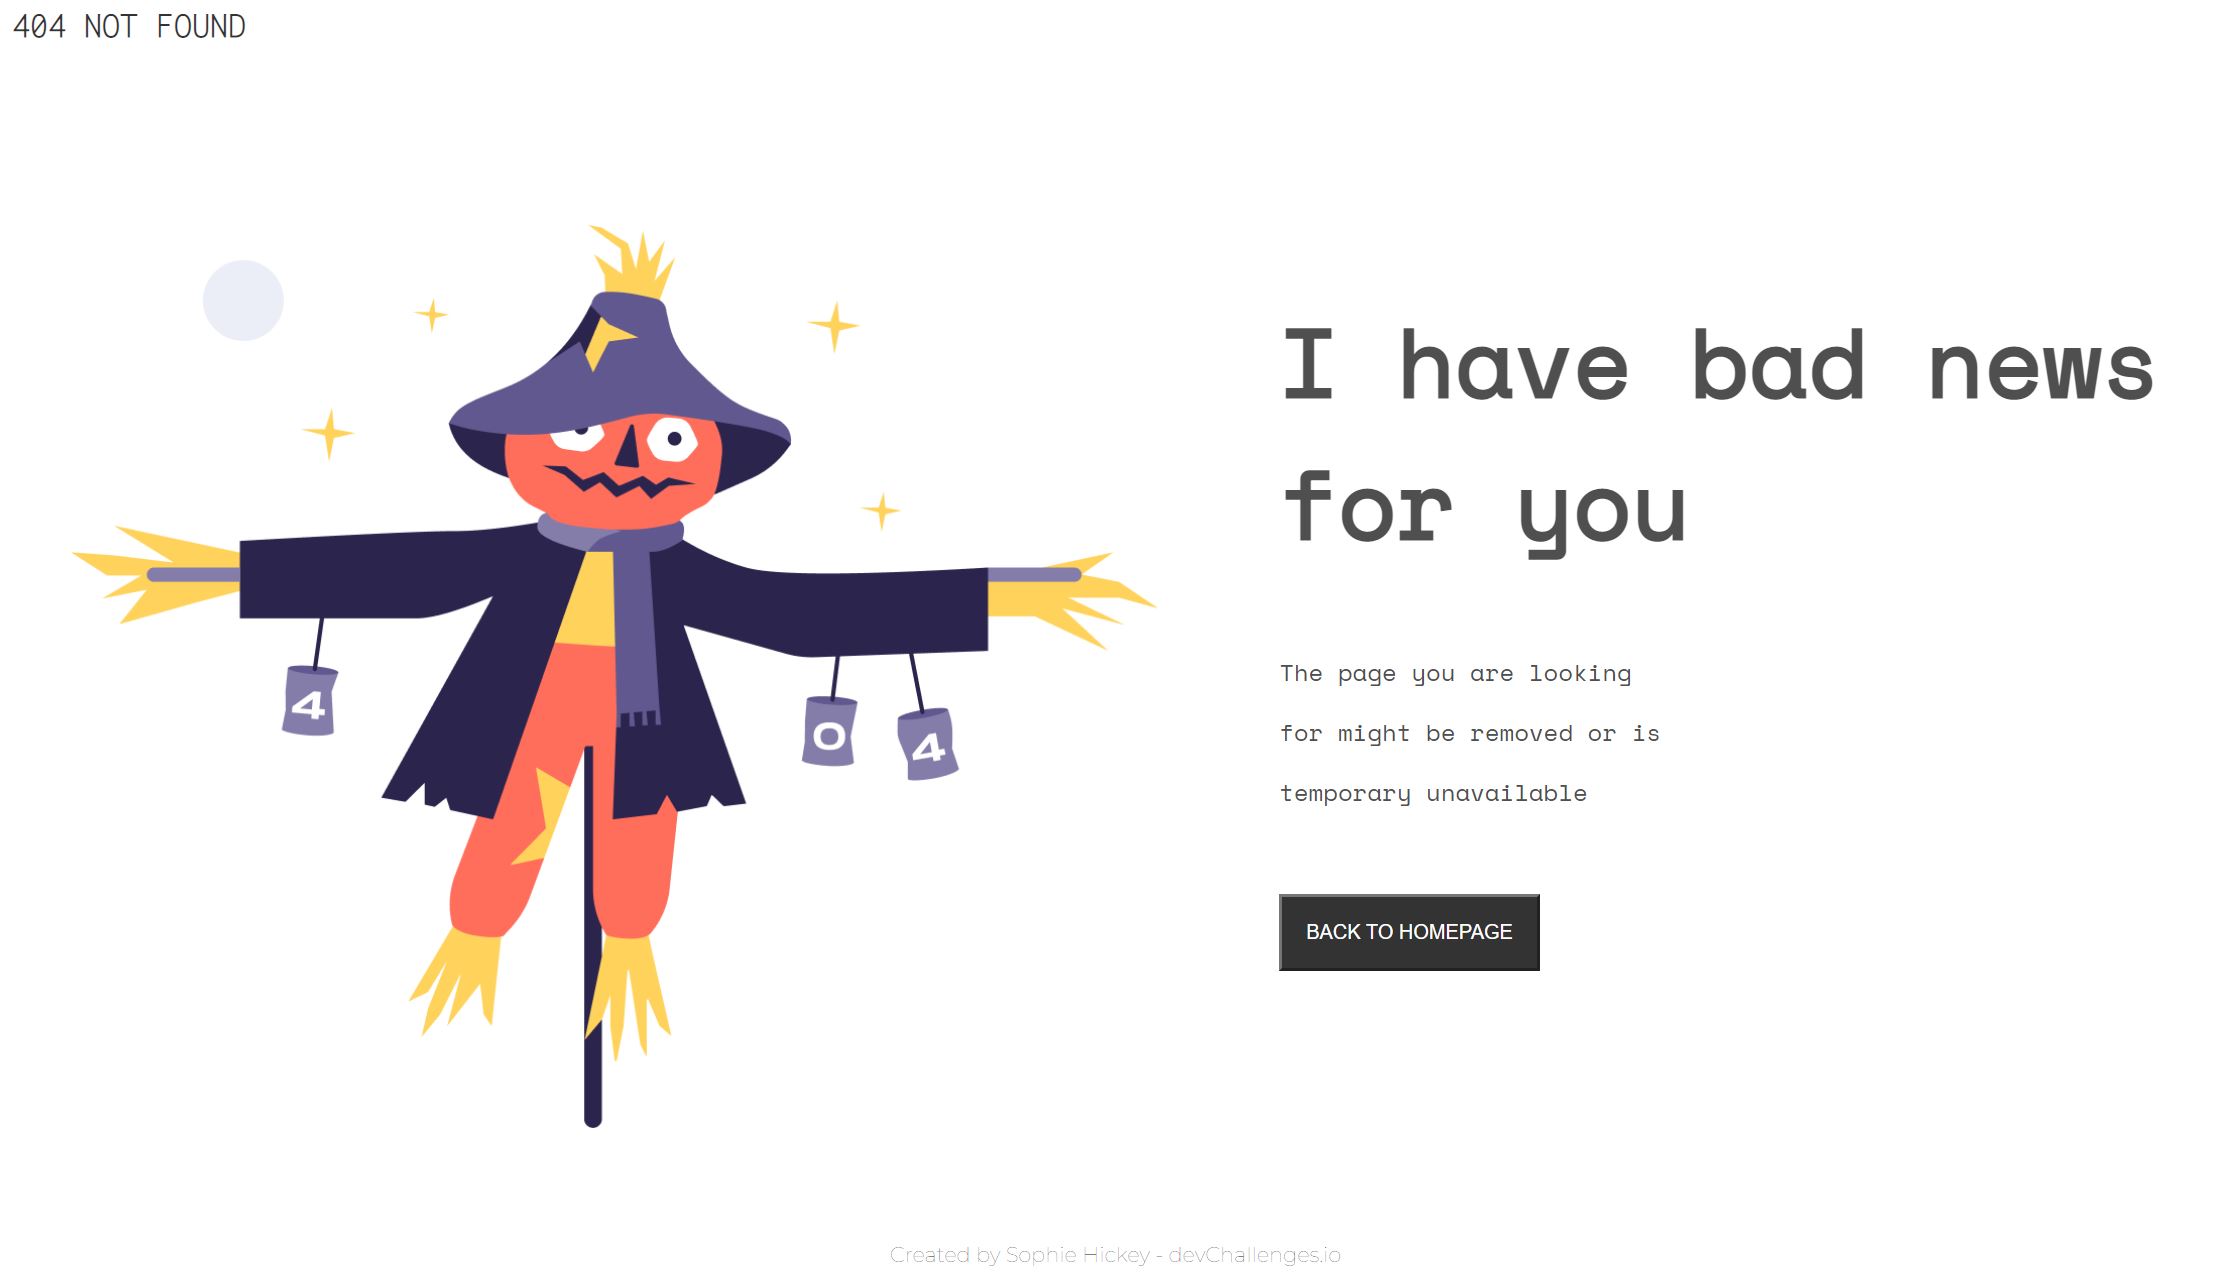 404 NOT FOUND
I have bad news
for you
4
0
4
The page you are looking
for might be removed or is
temporary unavailable
BACK TO HOMEPAGE
Created by Sophie Hickey - devChallenges.io